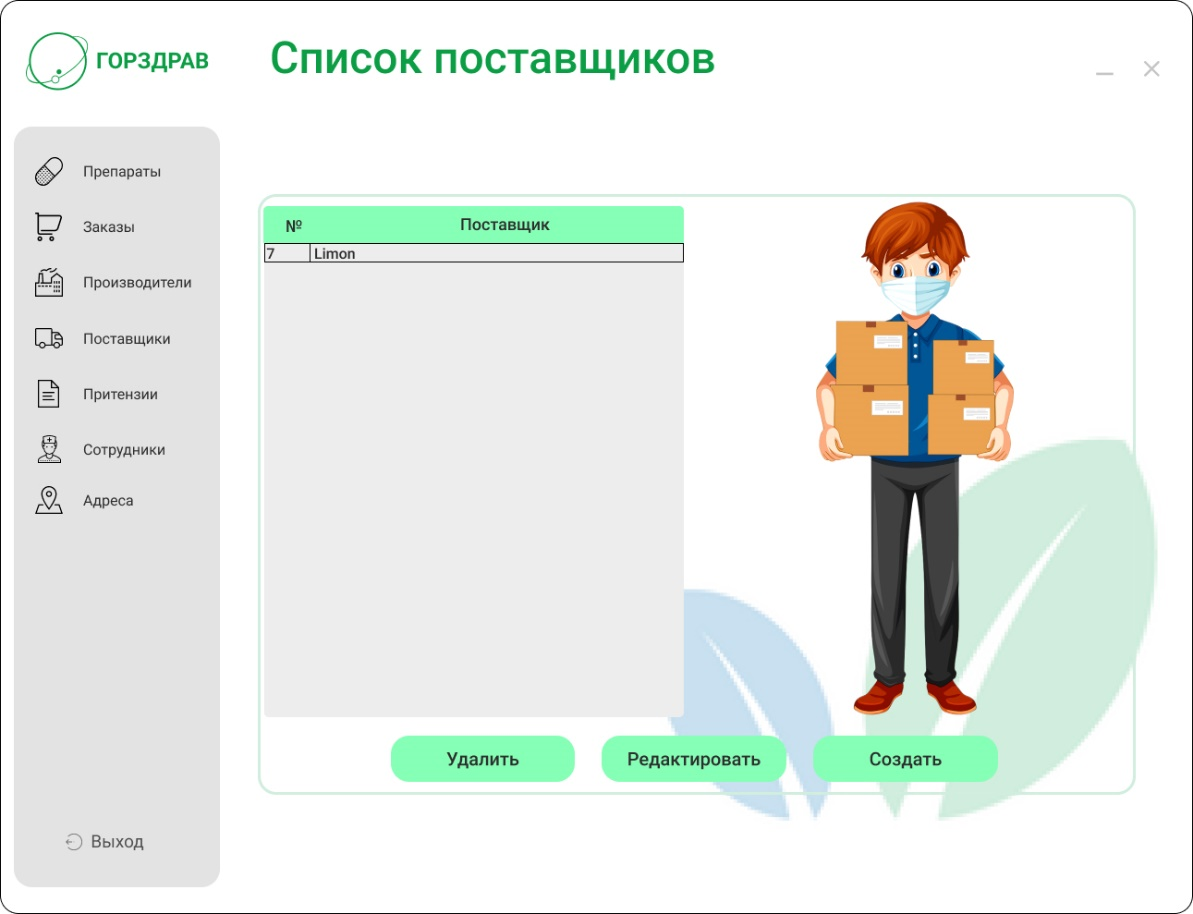 ГОРЗДРАВ
Список поставщиков
Препараты
Заказы
Производители
Поставщики
Притензии
Сотрудники
Адреса
Выход
№ Поставщик
7 Limon
Удалить
Редактировать
Создать